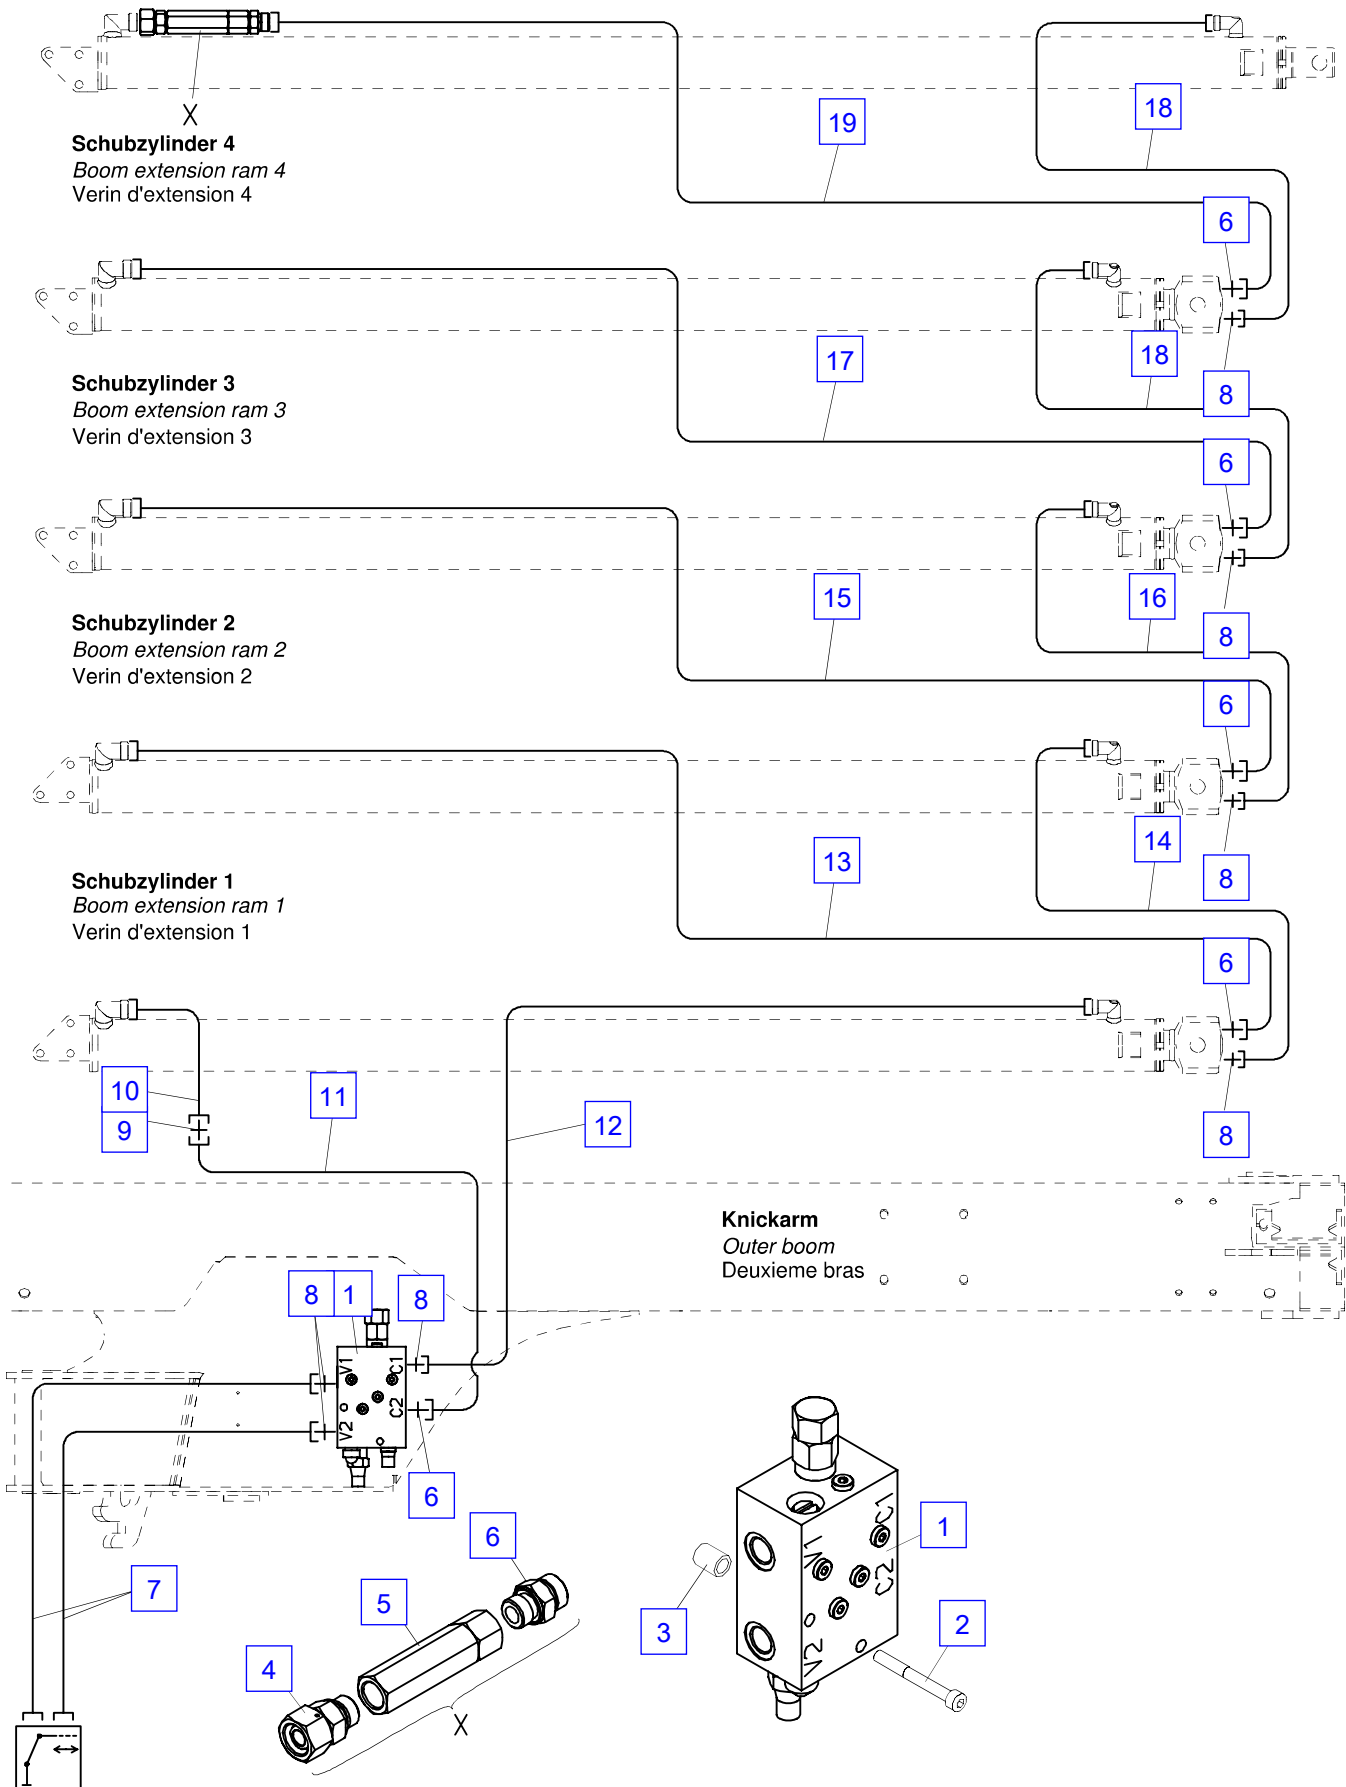 X
Schubzylinder 4
Boom extension ram 4
Verin d'extension 4
19
18
6
8
Schubzylinder 3
Boom extension ram 3
Verin d'extension 3
17
18
6
8
Schubzylinder 2
Boom extension ram 2
Verin d'extension 2
15
16
6
8
Schubzylinder 1
Boom extension ram 1
Verin d'extension 1
13
14
6
8
10
9
11
12
Knickarm
Outer boom
Deuxieme bras
8
1
8
V1
C1
V2
C2
6
7
6
5
4
X
3
V1
C1
C2
V2
1
2